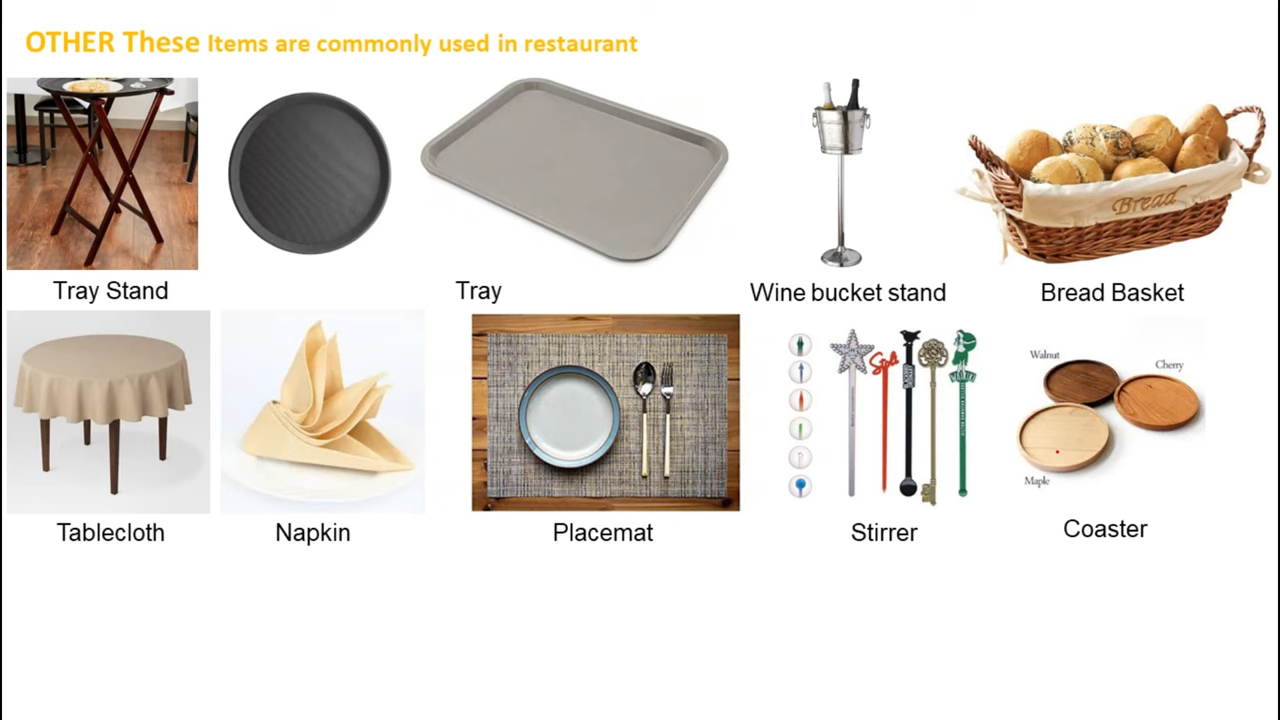 OTHER These Items are commonly used in restaurant
Bread
Tray Stand
Tray
Wine bucket stand
Bread Basket
Walnut
Cherry
Maple
Tablecloth
Napkin
Placemat
Stirrer
Coaster